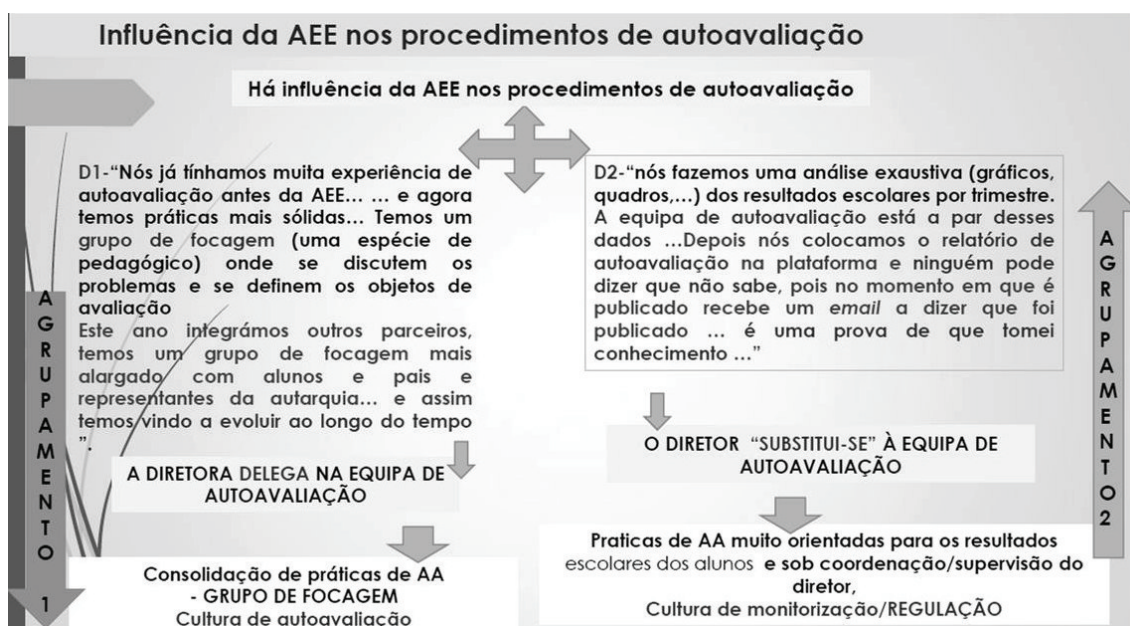 Influência da AEE nos procedimentos de autoavaliação
Há influência da AEE nos procedimentos de autoavaliação
D1-“Nós já tínhamos muita experiência de
autoavaliação antes da AEE... ... e agora
temos práticas mais sólidas... Temos um
grupo de focagem (uma espécie de
pedagógico) onde se discutem os
problemas e se definem os objetos de
avaliação
Este ano integrámos outros parceiros,
temos um grupo de focagem mais
alargado com alunos e pais e
representantes da autarquia... e assim
temos vindo a evoluir ao longo do tempo
”.
A DIRETORA DELEGA NA EQUIPA DE
AUTOAVALIAÇÃO
Consolidação de práticas de AA
- GRUPO DE FOCAGEM
Cultura de autoavaliação
AGRUPAMENTO 1
D2-“nós fazemos uma análise exaustiva (gráficos,
quadros,...) dos resultados escolares por trimestre.
A equipa de autoavaliação está a par desses
dados ...Depois nós colocamos o relatório de
autoavaliação na plataforma e ninguém pode
dizer que não sabe, pois no momento em que é
publicado recebe um email a dizer que foi
publicado ... é uma prova de que tomei
conhecimento ...”
O DIRETOR “SUBSTITUI-SE” À EQUIPA DE
AUTOAVALIAÇÃO
Praticas de AA muito orientadas para os resultados
escolares dos alunos e sob coordenação/supervisão do
diretor,
Cultura de monitorização/REGULAÇÃO
AGRUPAMENTO 2